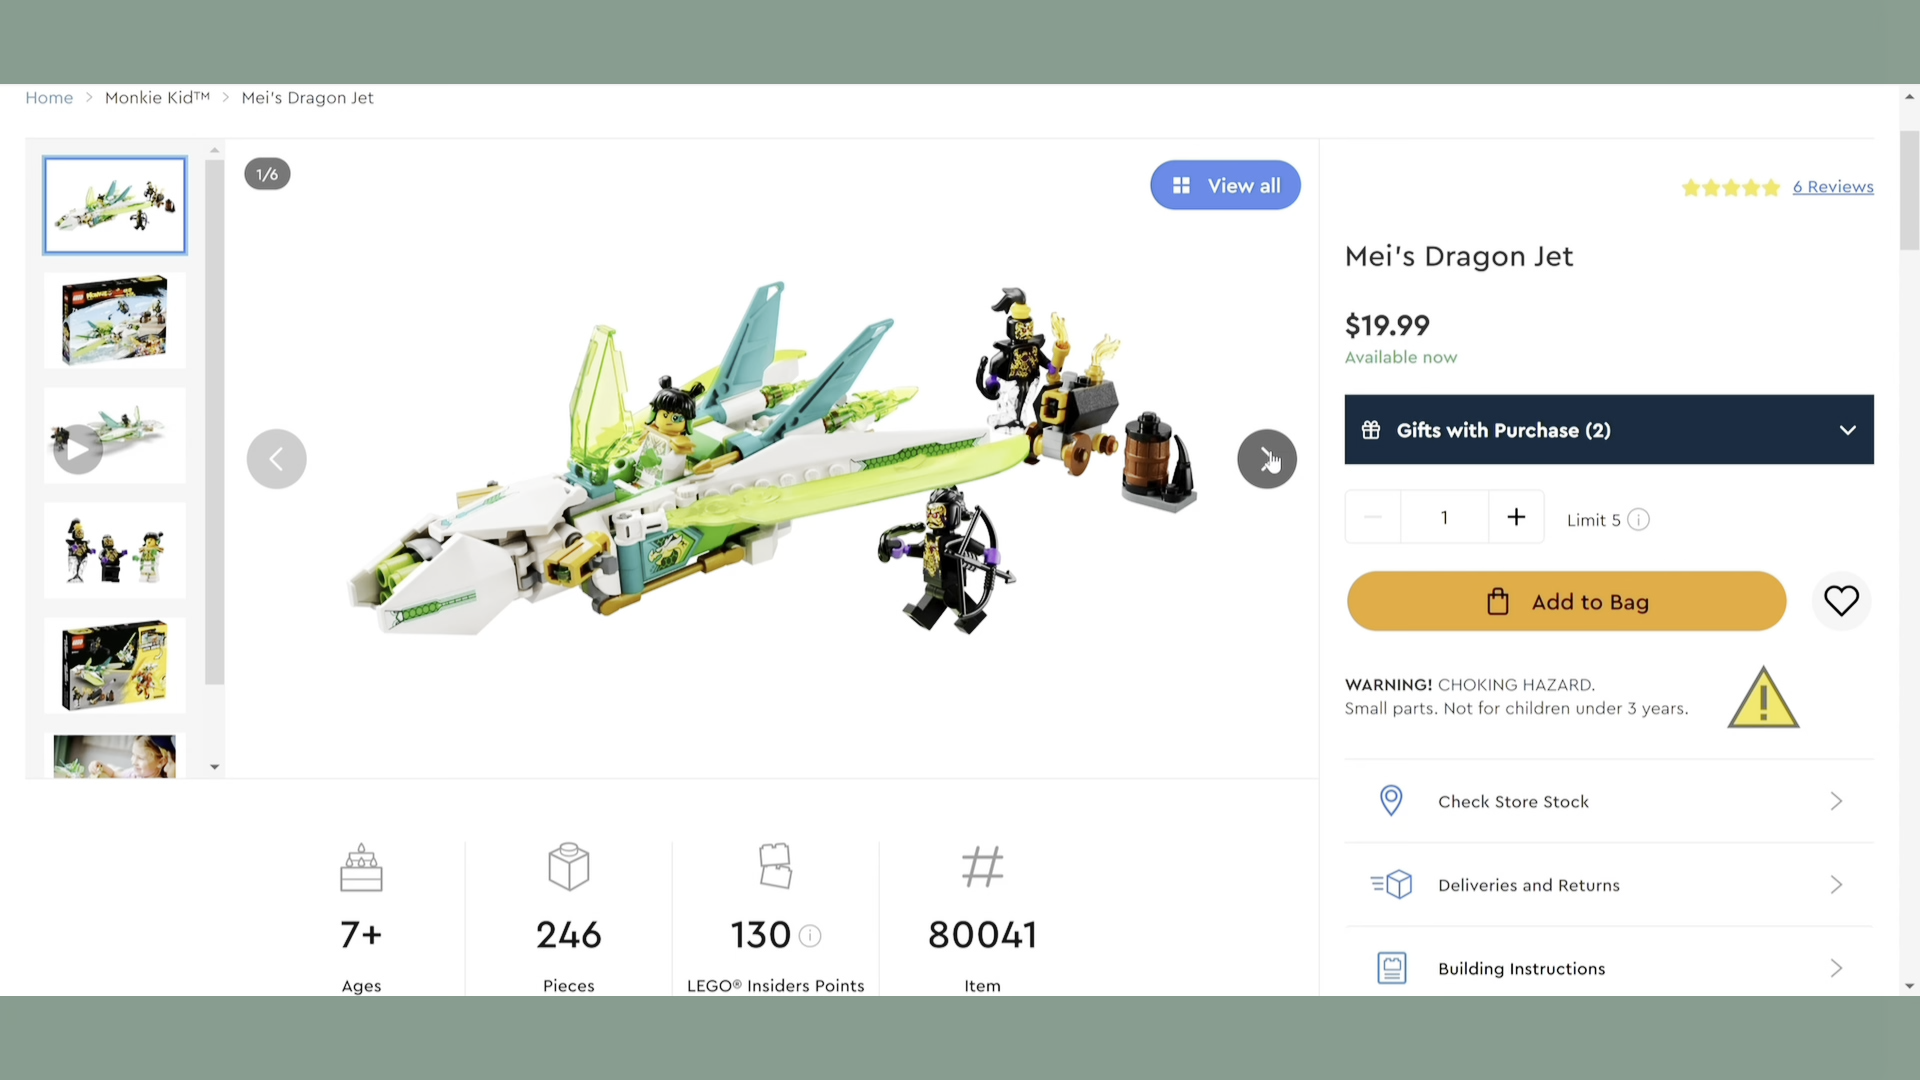 Home > Monkie Kid™ > Mei's Dragon Jet
1/6
View all
6 Reviews
Mei's Dragon Jet
$19.99
Available now
Gifts with Purchase (2)
1
Limit 5
Add to Bag
WARNING! CHOKING HAZARD.
Small parts. Not for children under 3 years.
Check Store Stock
Deliveries and Returns
Building Instructions
7+
Ages
246
Pieces
130
LEGO® Insiders Points
80041
Item